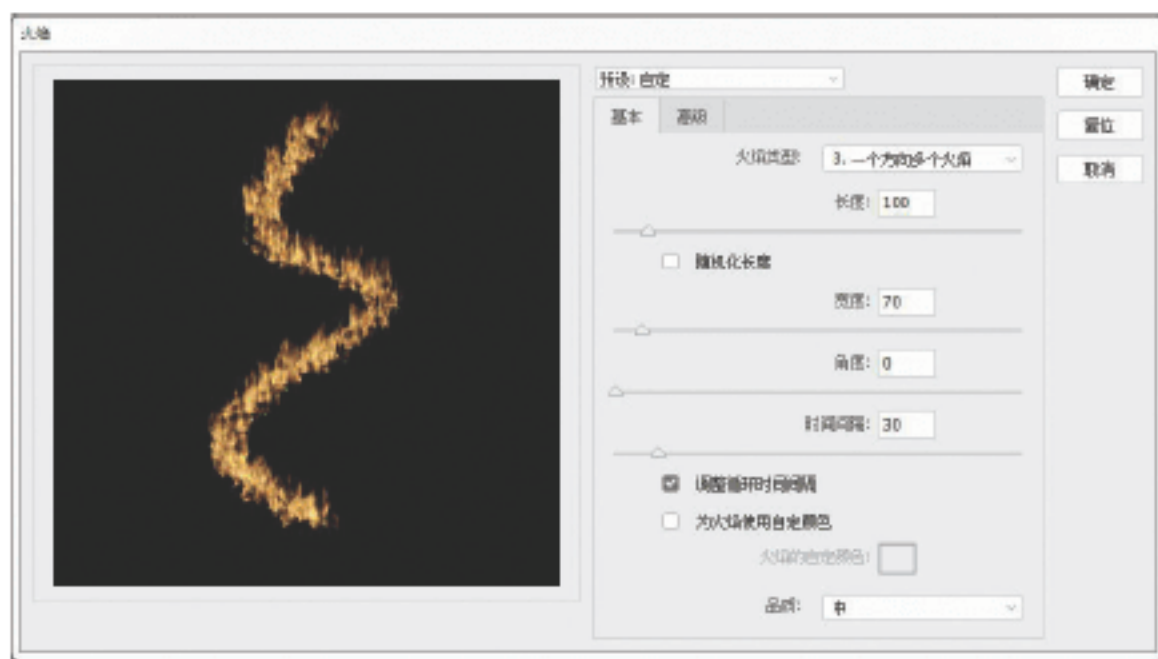 火焰
预设: 自定
确定
基本 高级
复位
火焰类型: 3. 一个方向多个火焰
取消
长度: 100
随机化长度
宽度: 70
角度: 0
时间间隔: 30
调整循环时间间隔
为火焰使用自定颜色
火焰的自定颜色:
品质: 中